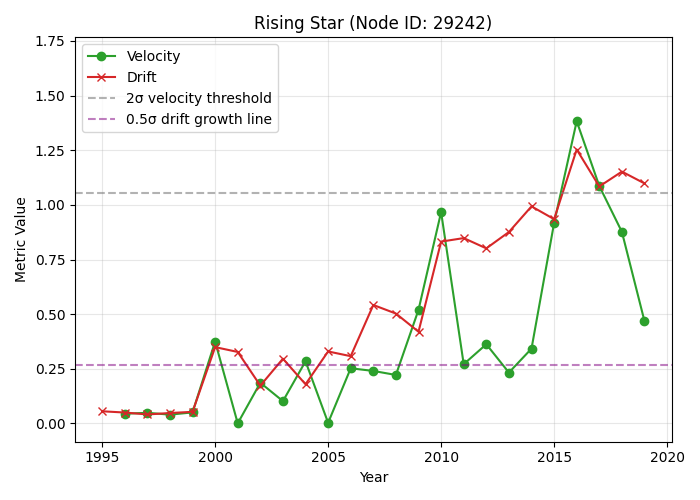 Rising Star (Node ID: 29242)
Velocity
Drift
2σ velocity threshold
0.5σ drift growth line
Metric Value
1.75
1.50
1.25
1.00
0.75
0.50
0.25
0.00
1995 2000 2005 2010 2015 2020
Year